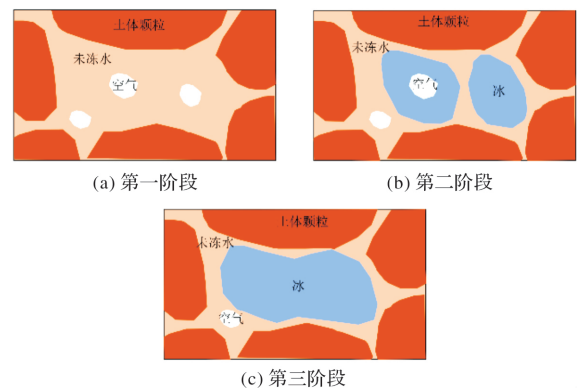 土体颗粒
未冻水
空气
(a) 第一阶段
土体颗粒
未冻水
空气
冰
(b) 第二阶段
土体颗粒
未冻水
冰
空气
(c) 第三阶段